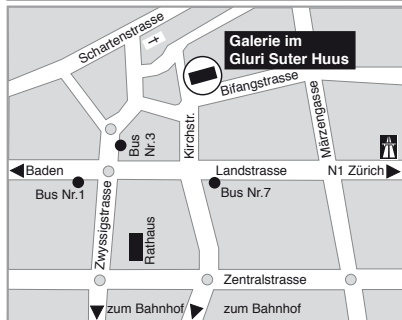 Schartenstrasse
Galerie im
Gluri Suter Huus
Bifangstrasse
Märzengasse
Kirchstr.
Bus
Nr.3
Baden
Landstrasse
N1 Zürich
Bus Nr.1
Bus Nr.7
Zwyssigstrasse
Rathaus
Zentralstrasse
zum Bahnhof
zum Bahnhof